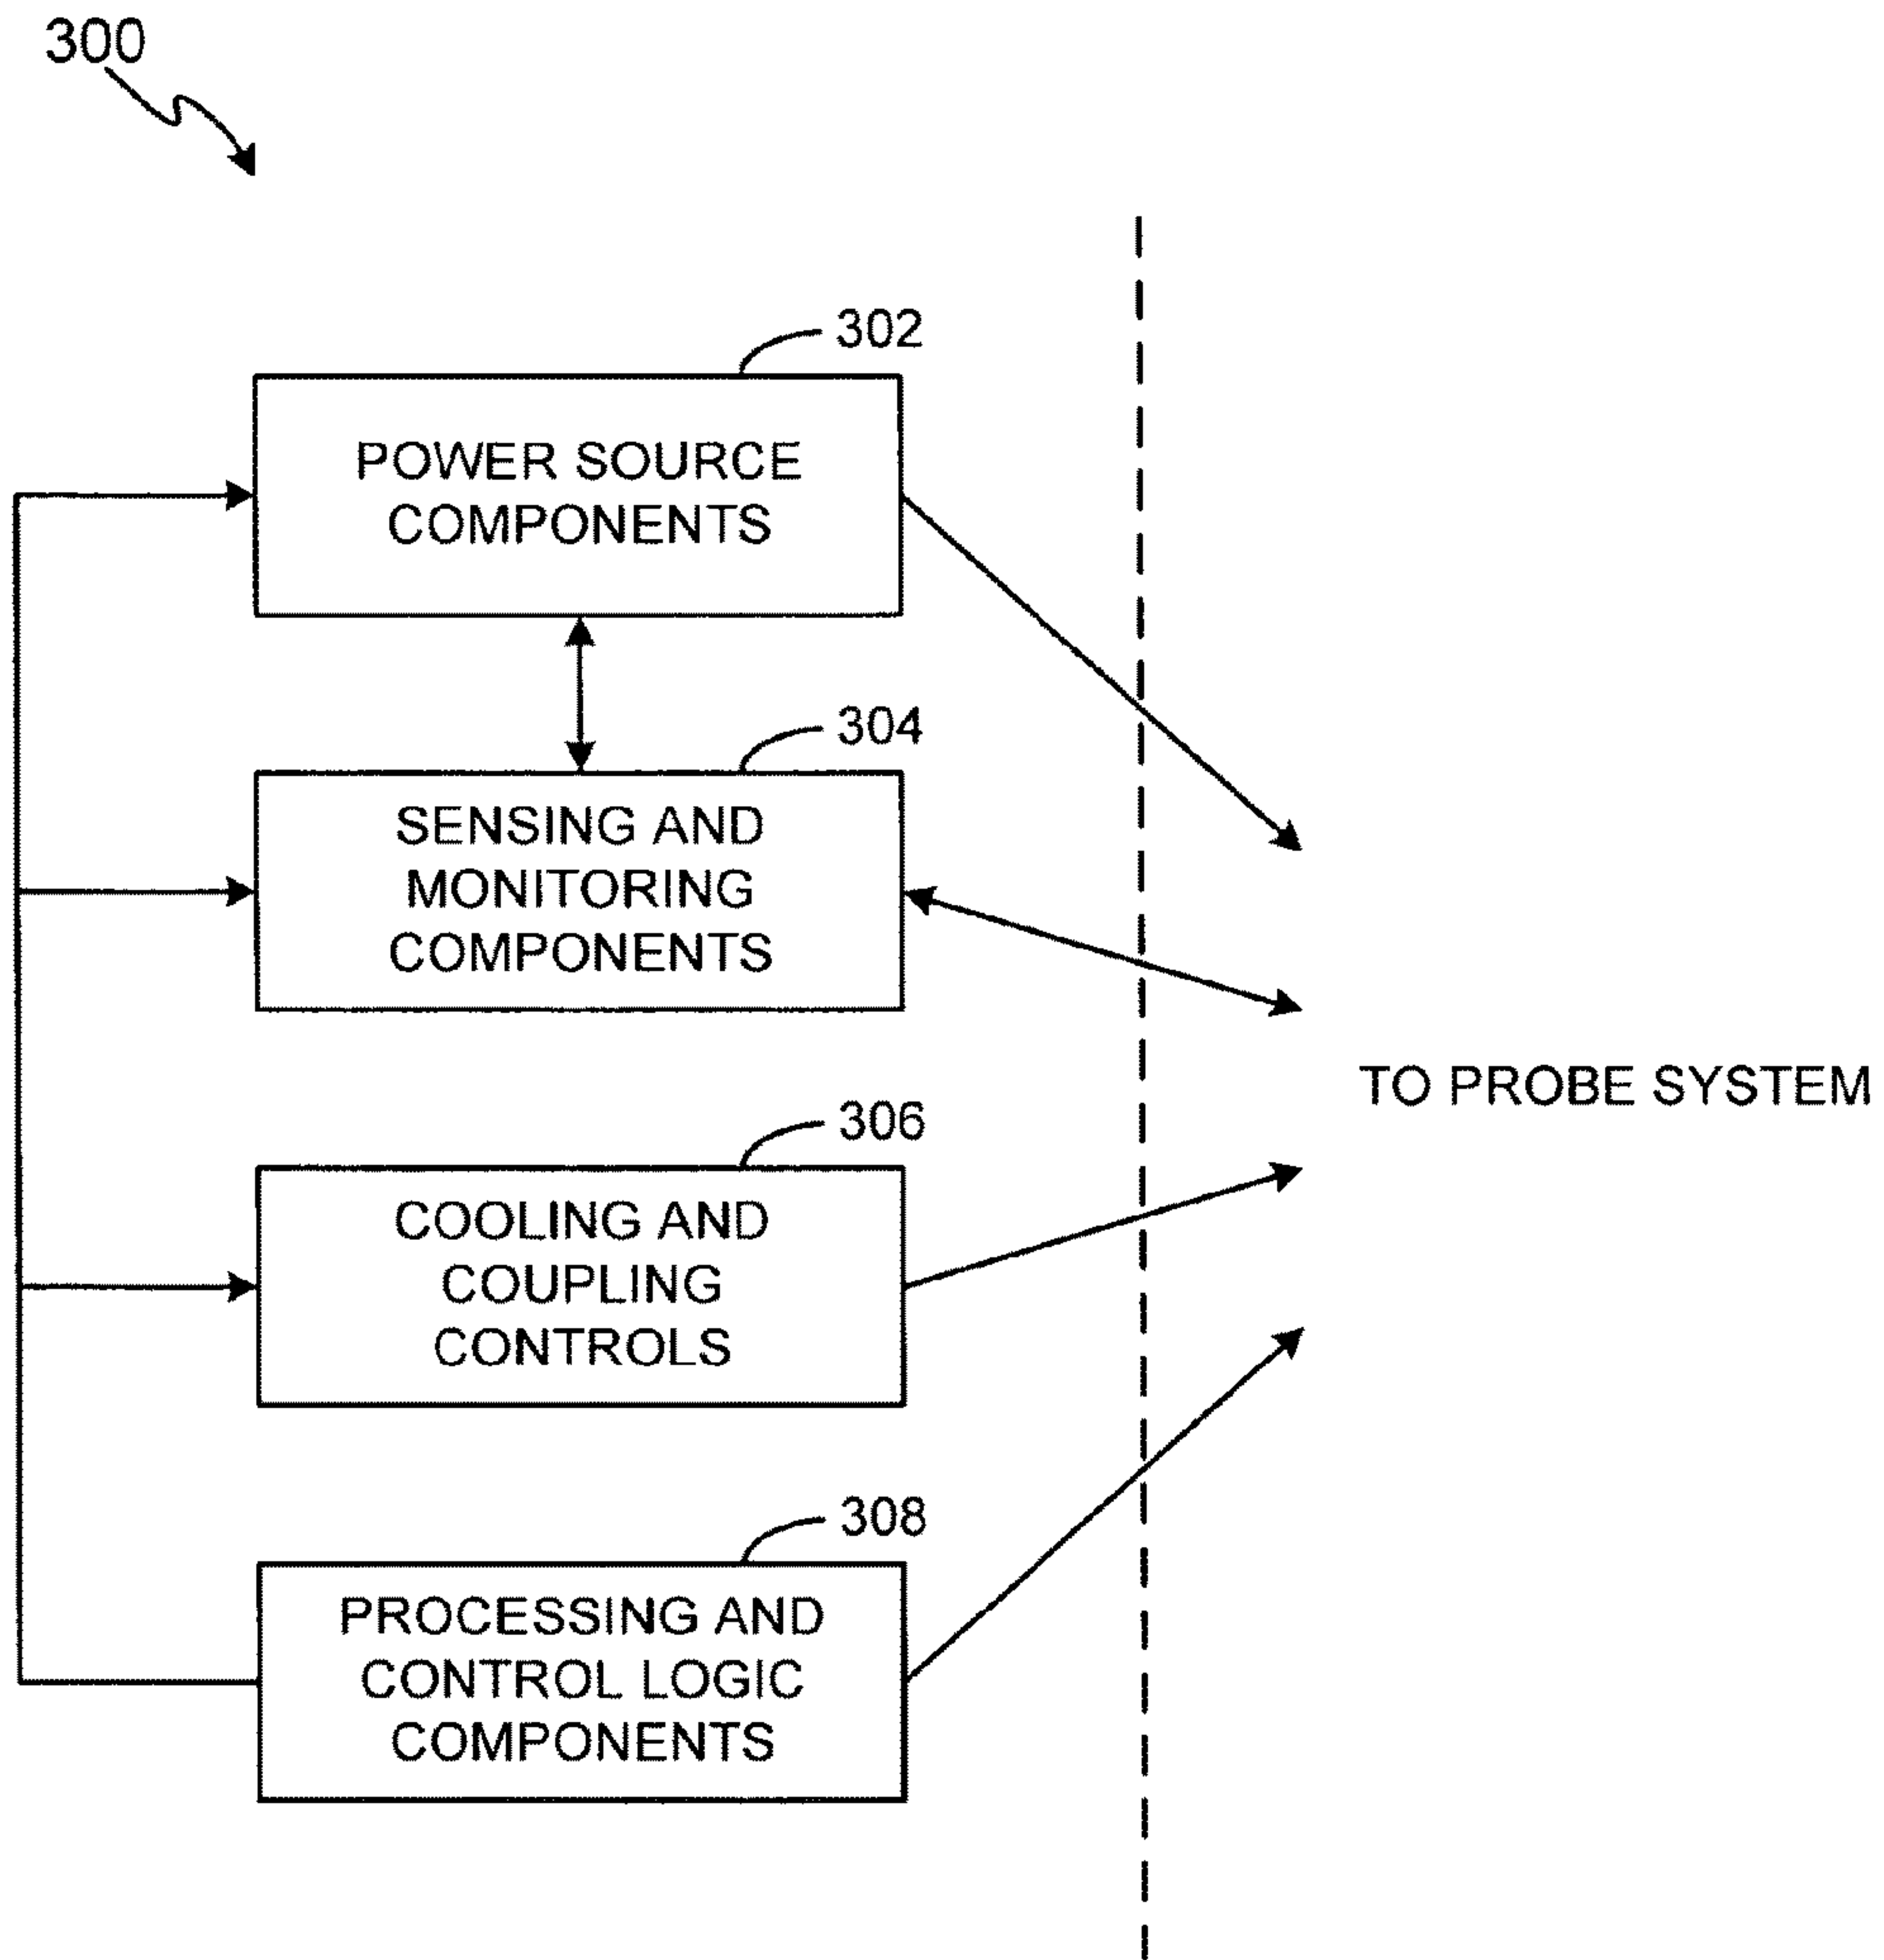 300
302
POWER SOURCE
COMPONENTS
304
SENSING AND
MONITORING
COMPONENTS
TO PROBE SYSTEM
306
COOLING AND
COUPLING
CONTROLS
308
PROCESSING AND
CONTROL LOGIC
COMPONENTS